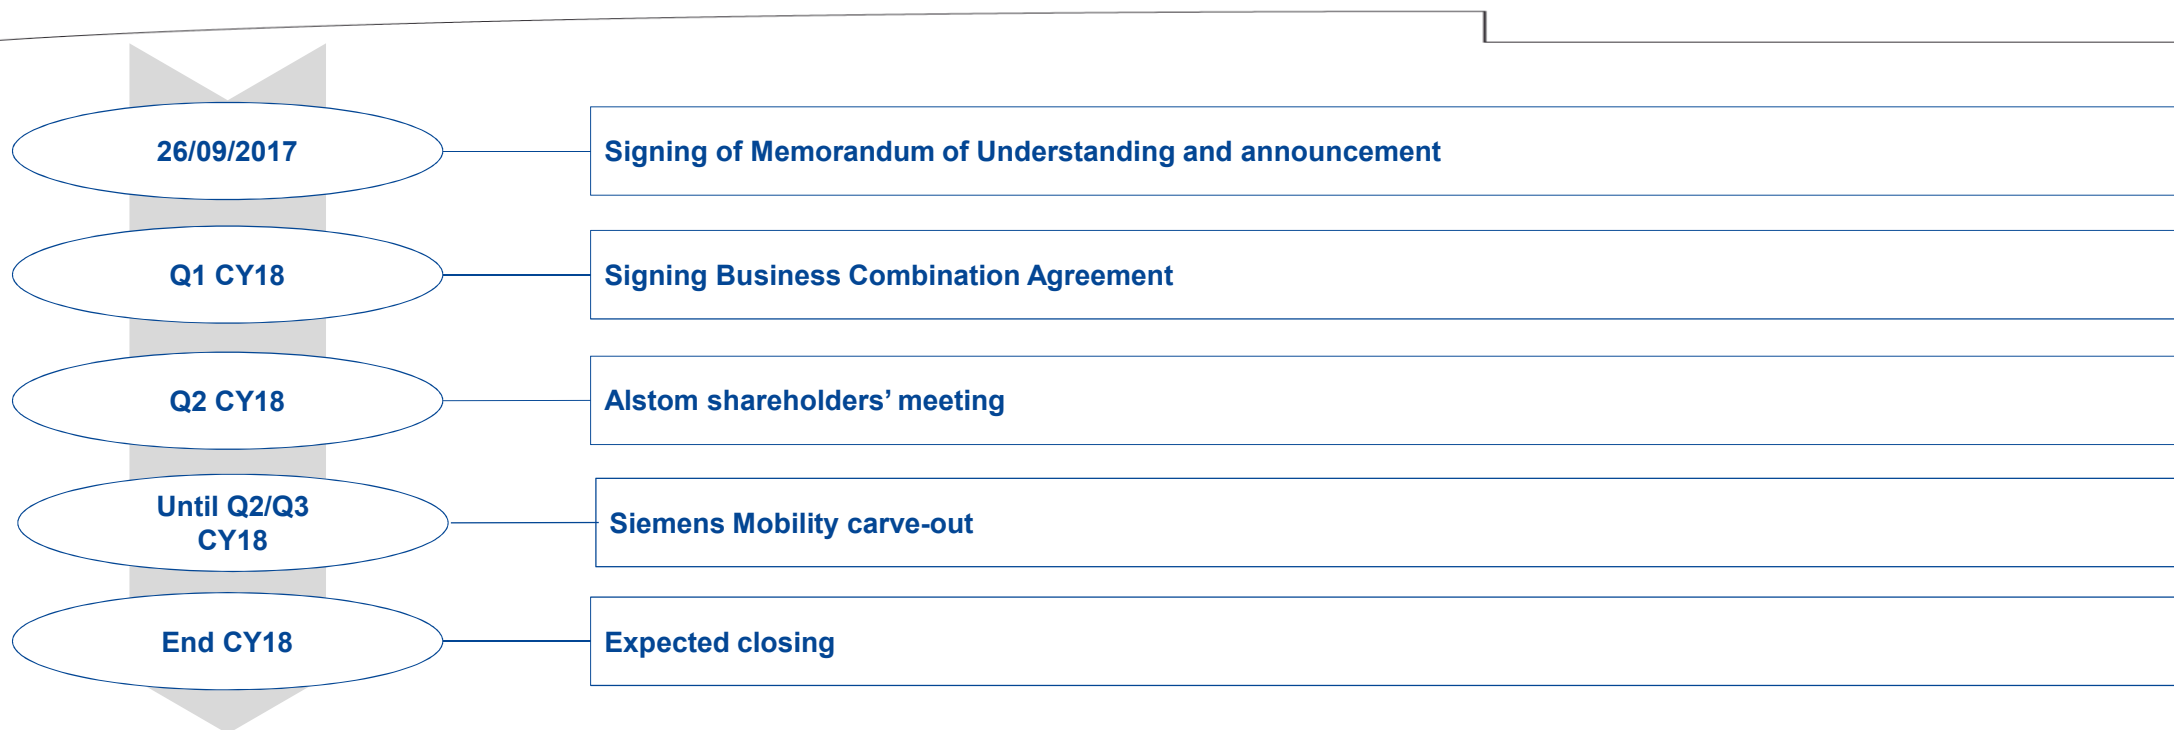 26/09/2017
Signing of Memorandum of Understanding and announcement
Q1 CY18
Signing Business Combination Agreement
Q2 CY18
Alstom shareholders’ meeting
Until Q2/Q3
CY18
Siemens Mobility carve-out
End CY18
Expected closing